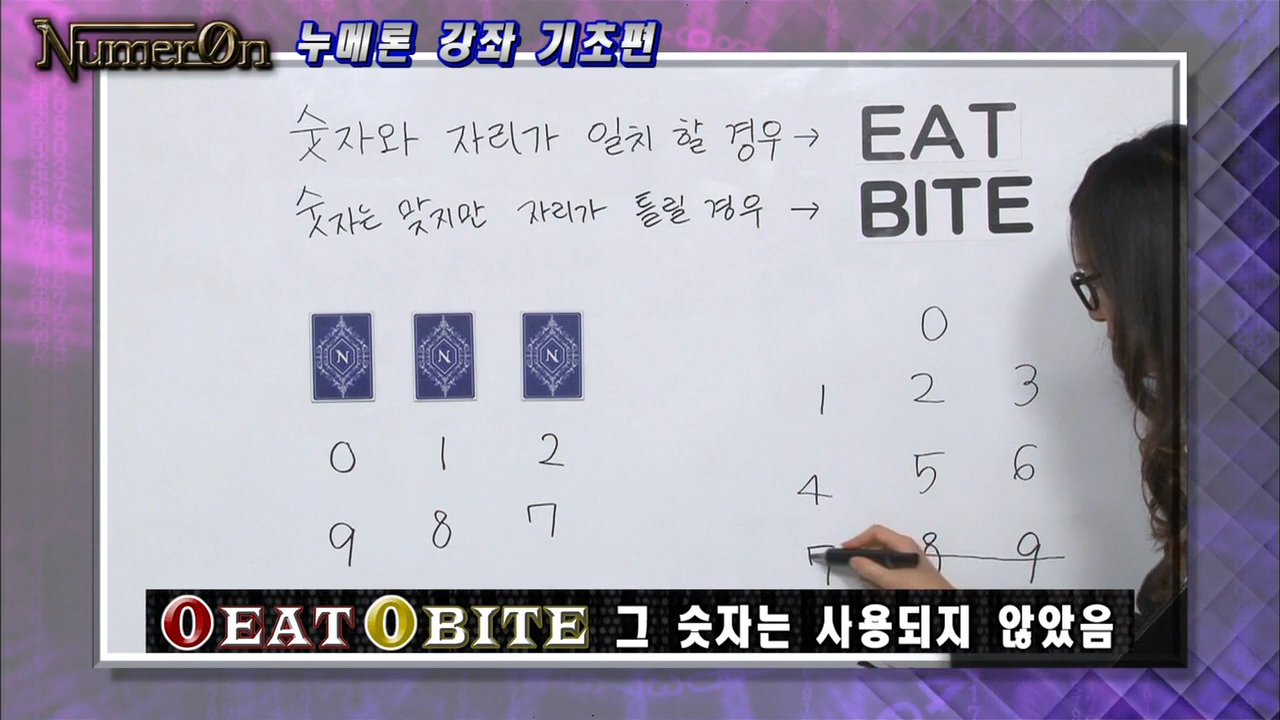 NumerOn 누메론 강좌 기초편
숫자와 자리가 일치 할 경우→ EAT
숫자는 맞지만 자리가 틀릴 경우 → BITE
N N N
0
1 2 3
0 1 2
4 5 6
9 8 7
7 8 9
0 EAT 0 BITE 그 숫자는 사용되지 않았음